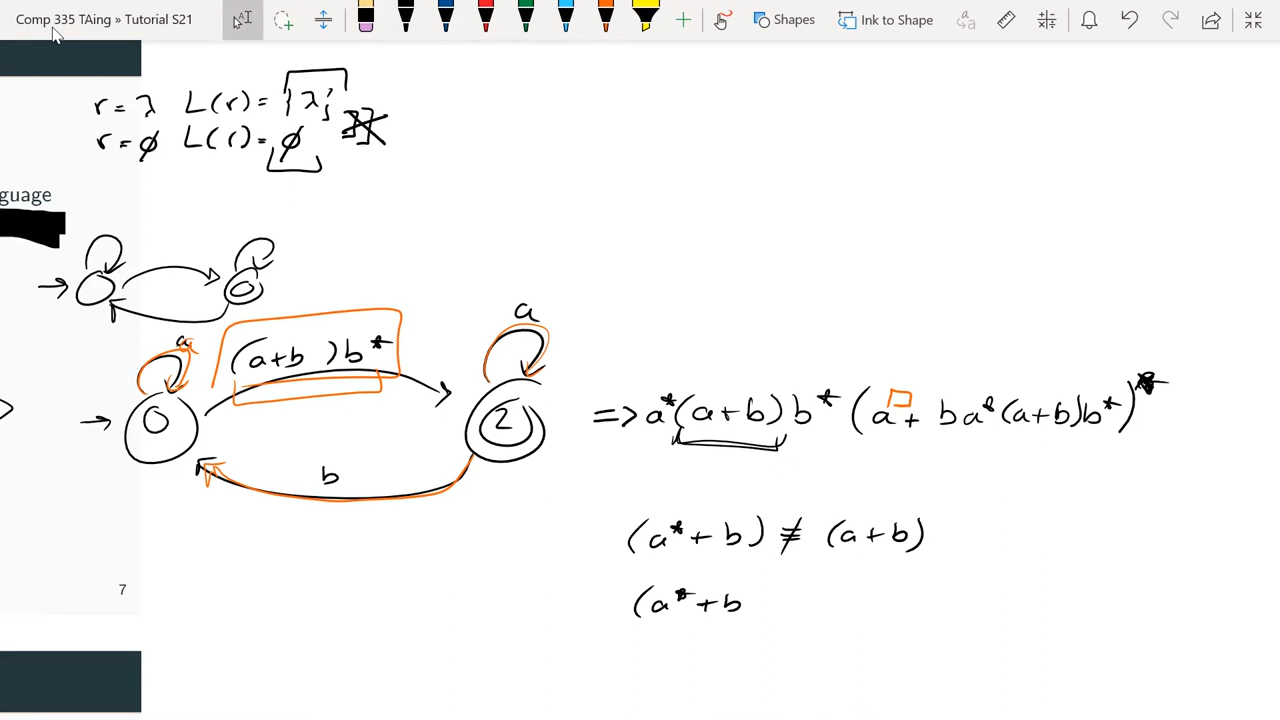 Comp 335 TAing » Tutorial S21
Shapes
Ink to Shape
r = λ L(r) = {λ}
r = ϕ L(r) = ϕ
guage
a
(a+b )b*
a
0
2
b
=> a*(a+b)b*(a + ba*(a+b)b*)*
(a* + b) ≢ (a+b)
7
(a* + b